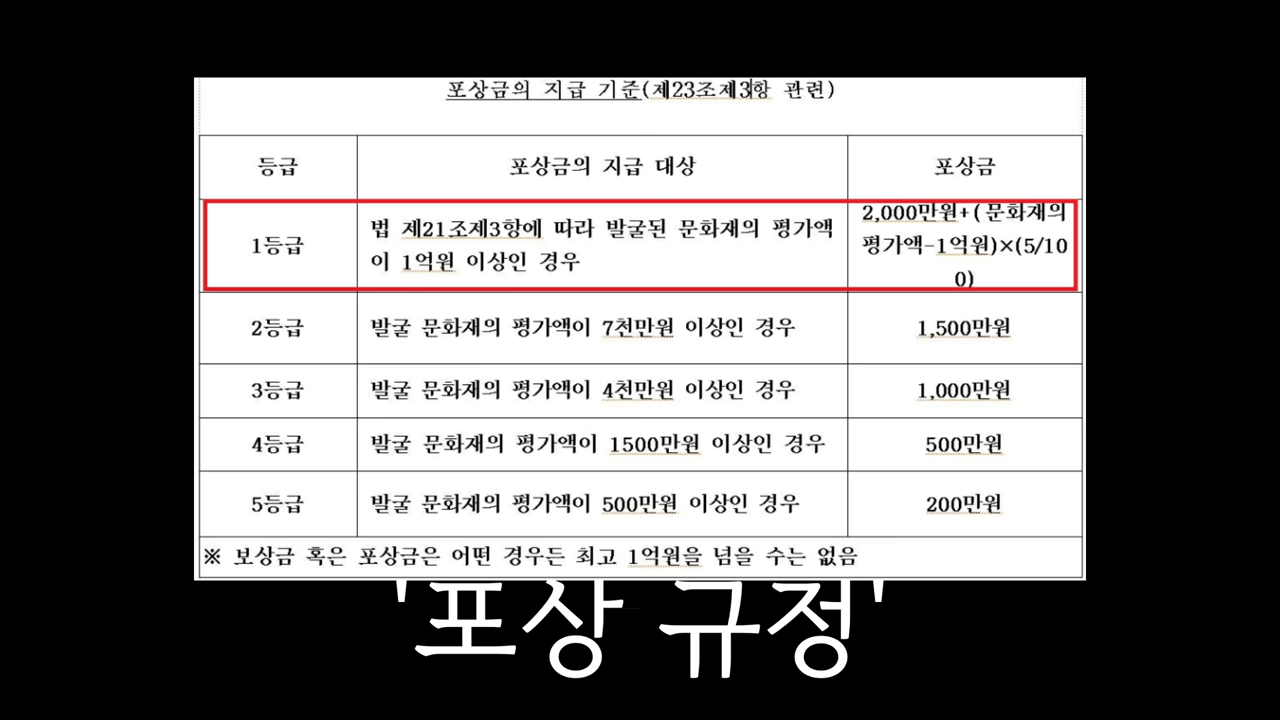 포상금의 지급 기준(제23조제3항 관련)
등급 포상금의 지급 대상 포상금
1등급 법 제21조제3항에 따라 발굴된 문화재의 평가액이 1억원 이상인 경우 2,000만원+(문화재의 평가액-1억원)×(5/100)
2등급 발굴 문화재의 평가액이 7천만원 이상인 경우 1,500만원
3등급 발굴 문화재의 평가액이 4천만원 이상인 경우 1,000만원
4등급 발굴 문화재의 평가액이 1500만원 이상인 경우 500만원
5등급 발굴 문화재의 평가액이 500만원 이상인 경우 200만원
※ 보상금 혹은 포상금은 어떤 경우든 최고 1억원을 넘을 수는 없음
'포상 규정'